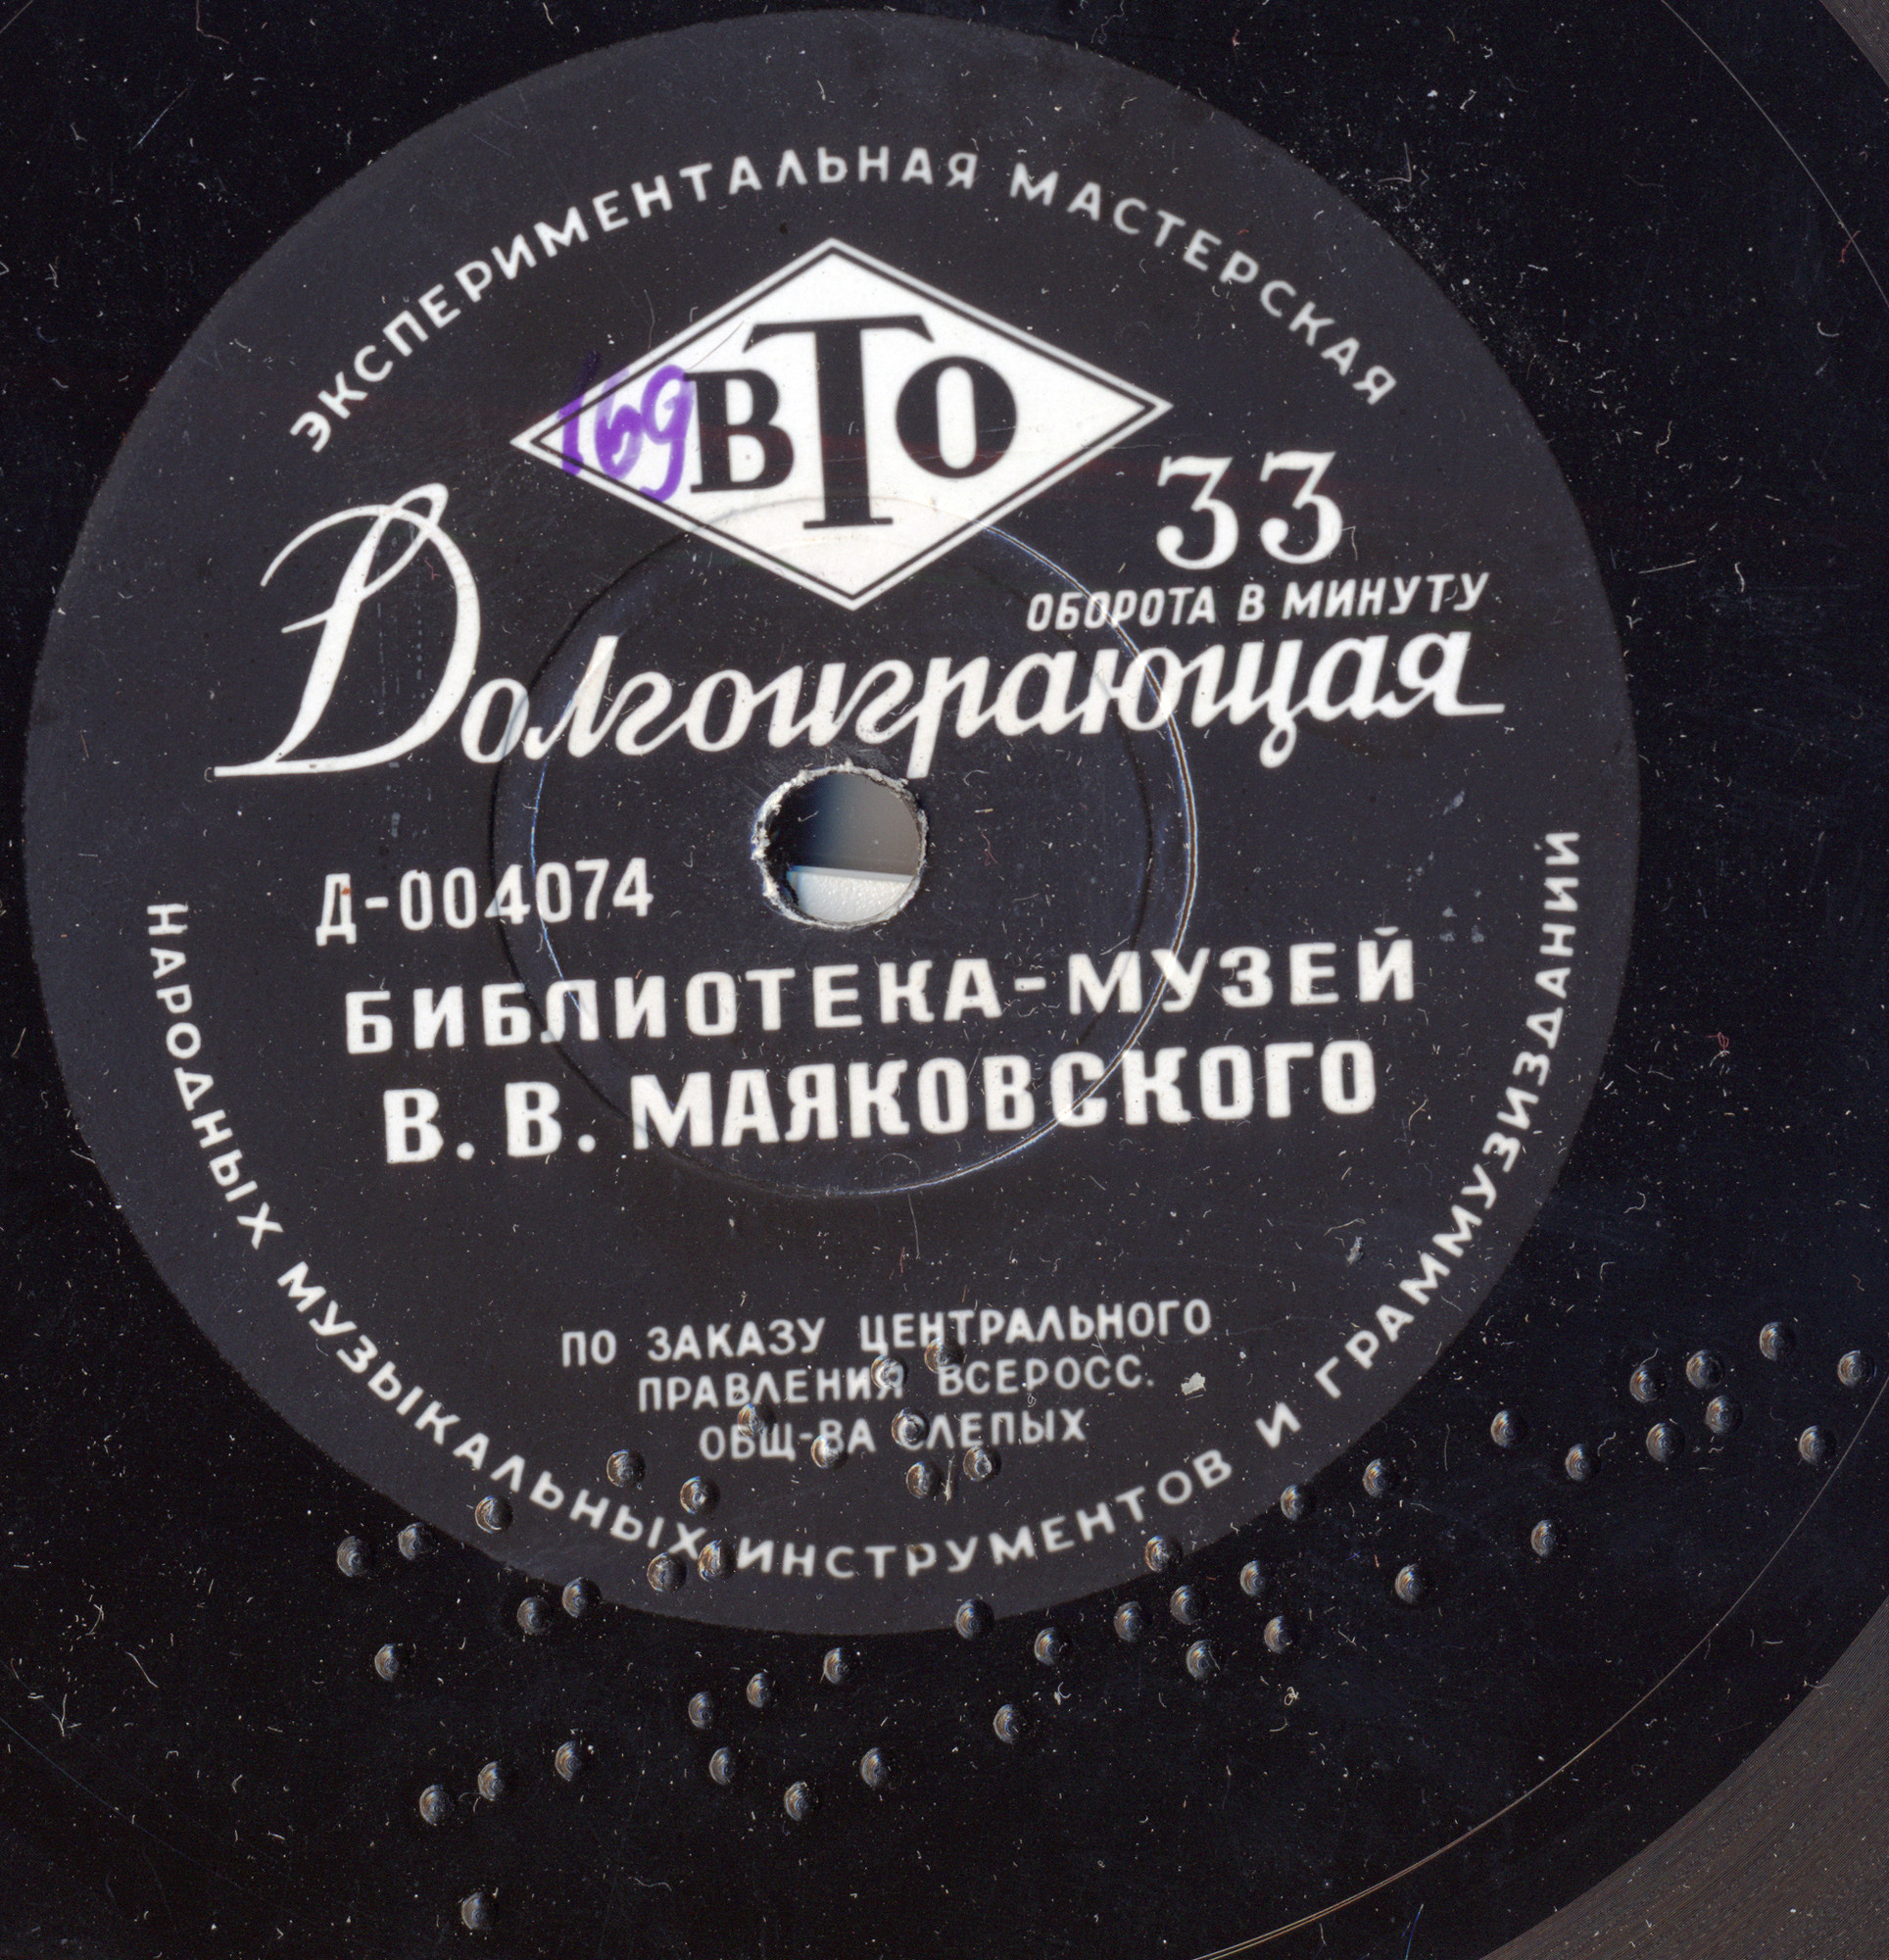 ЭКСПЕРИМЕНТАЛЬНАЯ МАСТЕРСКАЯ
ВТО
169
33
ОБОРОТА В МИНУТУ
Долгоиграющая
Д-004074
БИБЛИОТЕКА-МУЗЕЙ
В. В. МАЯКОВСКОГО
ПО ЗАКАЗУ ЦЕНТРАЛЬНОГО
ПРАВЛЕНИЯ ВСЕРОСС.
ОБЩ-ВА СЛЕПЫХ
НАРОДНЫХ МУЗЫКАЛЬНЫХ ИНСТРУМЕНТОВ И ГРАММУЗИЗДАНИЙ